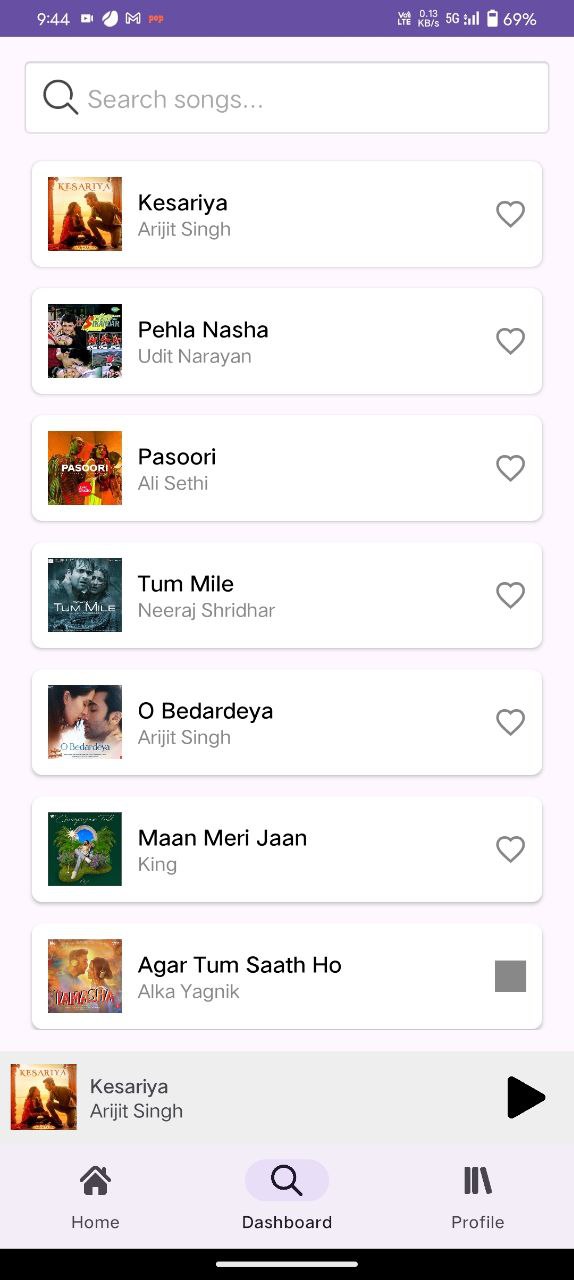 9:44 pop Vo) LTE 0.13 KB/s 5G 69%
Search songs...
KESARIYA
Kesariya
Arijit Singh
Pehla Nasha
Udit Narayan
PASOORI
Pasoori
Ali Sethi
TUM MILE
Tum Mile
Neeraj Shridhar
O Bedardeya
O Bedardeya
Arijit Singh
Maan Meri Jaan
King
TAMASHA
Agar Tum Saath Ho
Alka Yagnik
KESARIYA
Kesariya
Arijit Singh
Home
Dashboard
Profile